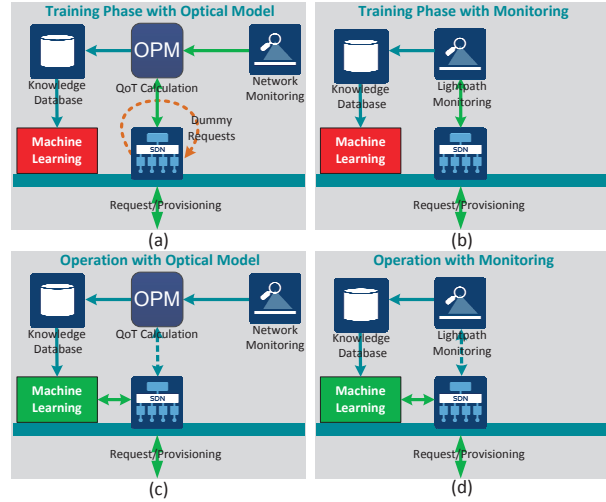 Training Phase with Optical Model
OPM
Knowledge
Database
QoT Calculation
Network
Monitoring
Dummy
Requests
Machine
Learning
SDN
Request/Provisioning
(a)
Training Phase with Monitoring
Knowledge
Database
Lightpath
Monitoring
Machine
Learning
SDN
Request/Provisioning
(b)
Operation with Optical Model
OPM
Knowledge
Database
QoT Calculation
Network
Monitoring
Machine
Learning
SDN
Request/Provisioning
(c)
Operation with Monitoring
Knowledge
Database
Lightpath
Monitoring
Machine
Learning
SDN
Request/Provisioning
(d)